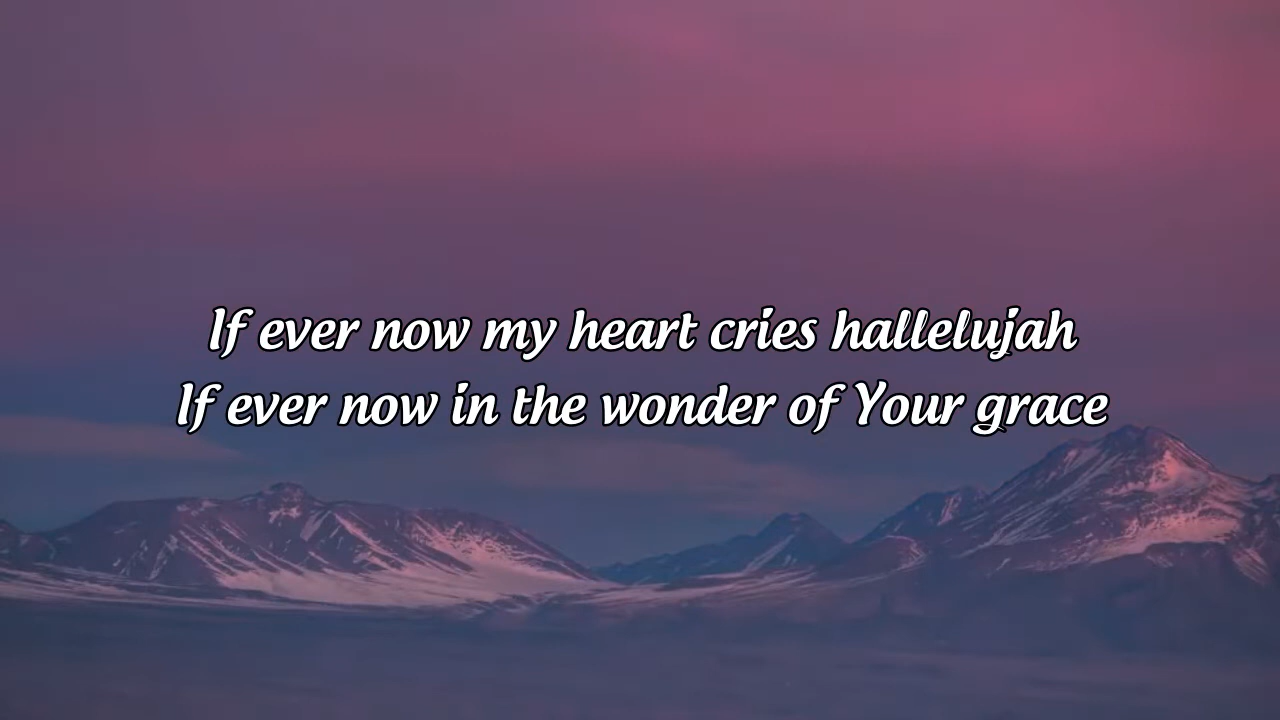 If ever now my heart cries hallelujah
If ever now in the wonder of Your grace